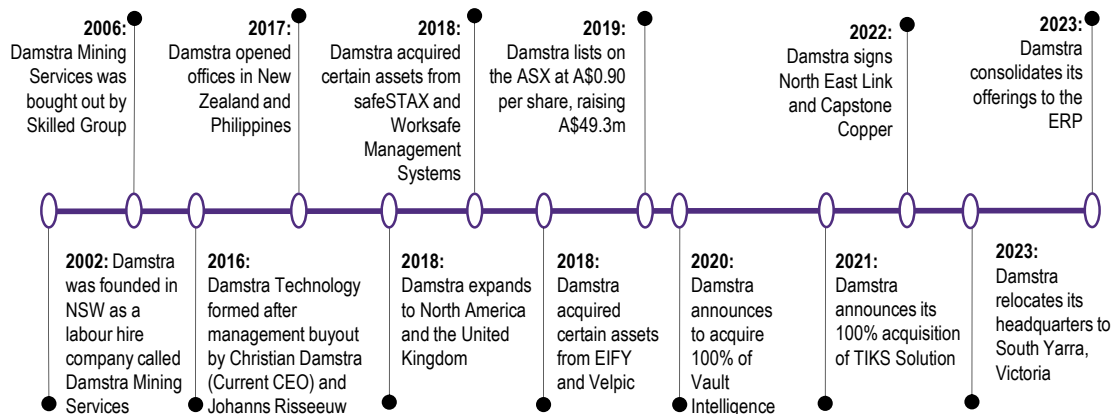 2006:
Damstra Mining
Services was
bought out by
Skilled Group
2017:
Damstra opened
offices in New
Zealand and
Philippines
2018:
Damstra acquired
certain assets from
safeSTAX and
Worksafe
Management
Systems
2019:
Damstra lists on
the ASX at A$0.90
per share, raising
A$49.3m
2022:
Damstra signs
North East Link
and Capstone
Copper
2023:
Damstra
consolidates its
offerings to the
ERP
2002: Damstra
was founded in
NSW as a
labour hire
company called
Damstra Mining
Services
2016:
Damstra Technology
formed after
management buyout
by Christian Damstra
(Current CEO) and
Johanns Risseeuw
2018:
Damstra expands
to North America
and the United
Kingdom
2018:
Damstra
acquired
certain assets
from EIFY
and Velpic
2020:
Damstra
announces
to acquire
100% of
Vault
Intelligence
2021:
Damstra
announces its
100% acquisition
of TIKS Solution
2023:
Damstra
relocates its
headquarters to
South Yarra,
Victoria